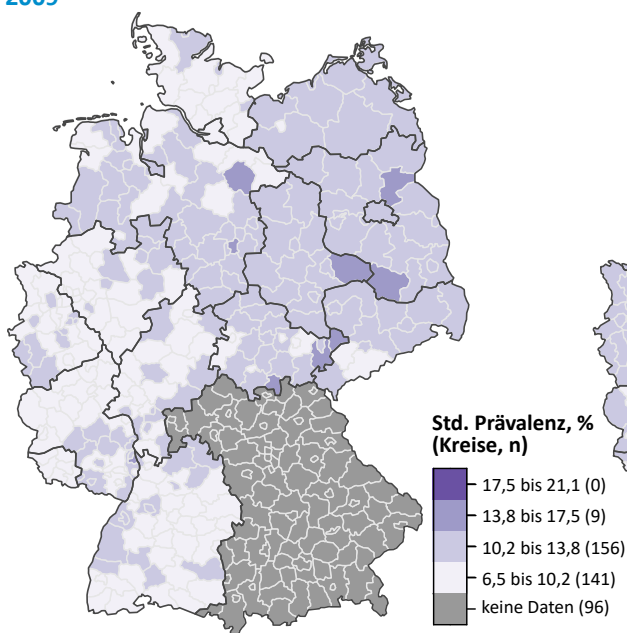 2009
Std. Prävalenz, %
(Kreise, n)
17,5 bis 21,1 (0)
13,8 bis 17,5 (9)
10,2 bis 13,8 (156)
6,5 bis 10,2 (141)
keine Daten (96)